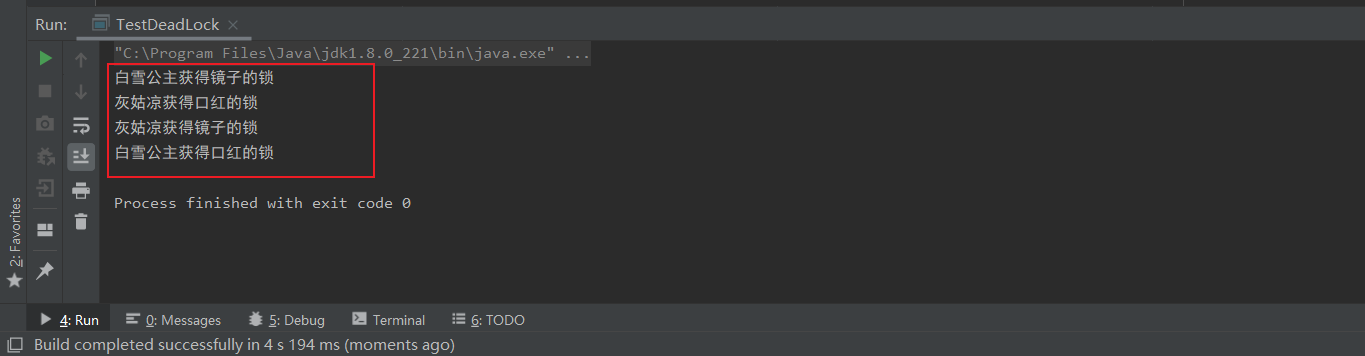 Run: TestDeadLock
"C:\Program Files\Java\jdk1.8.0_221\bin\java.exe" ...
白雪公主获得镜子的锁
灰姑凉获得口红的锁
灰姑凉获得镜子的锁
白雪公主获得口红的锁
Process finished with exit code 0
2: Favorites
4: Run 0: Messages 5: Debug Terminal 6: TODO
Build completed successfully in 4 s 194 ms (moments ago)